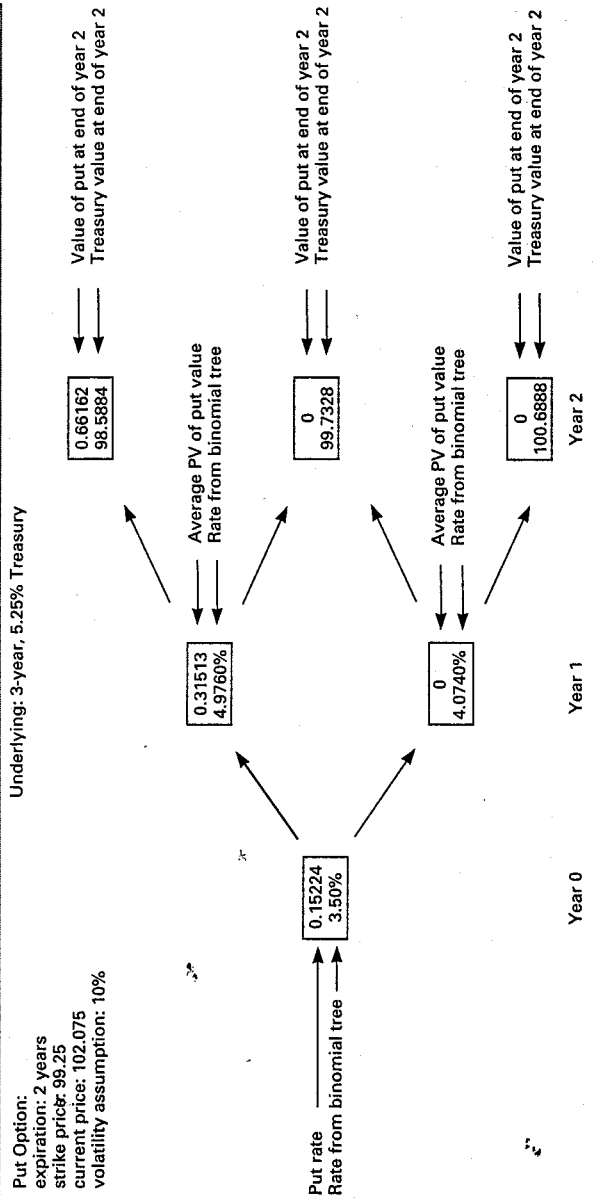 Underlying: 3-year, 5.25% Treasury
Put Option:
expiration: 2 years
strike price: 99.25
current price: 102.075
volatility assumption: 10%
Put rate
Rate from binomial tree
0.15224
3.50%
0.31513
4.9760%
Average PV of put value
Rate from binomial tree
0
4.0740%
Average PV of put value
Rate from binomial tree
0.66162
98.5884
Value of put at end of year 2
Treasury value at end of year 2
0
99.7328
Value of put at end of year 2
Treasury value at end of year 2
0
100.6888
Value of put at end of year 2
Treasury value at end of year 2
Year 0
Year 1
Year 2